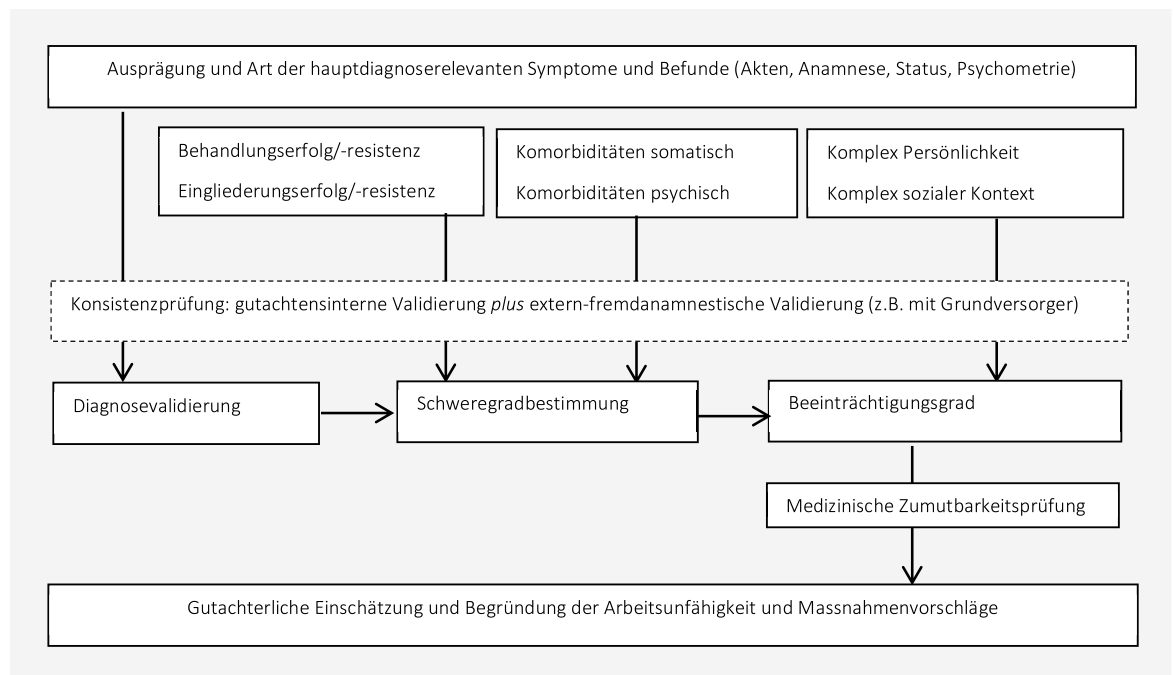 Ausprägung und Art der hauptdiagnoserelevanten Symptome und Befunde (Akten, Anamnese, Status, Psychometrie)
Behandlungserfolg/-resistenz
Eingliederungserfolg/-resistenz
Komorbiditäten somatisch
Komorbiditäten psychisch
Komplex Persönlichkeit
Komplex sozialer Kontext
Konsistenzprüfung: gutachtensinterne Validierung plus extern-fremdanamnestische Validierung (z.B. mit Grundversorger)
Diagnosevalidierung
Schweregradbestimmung
Beeinträchtigungsgrad
Medizinische Zumutbarkeitsprüfung
Gutachterliche Einschätzung und Begründung der Arbeitsunfähigkeit und Massnahmenvorschläge